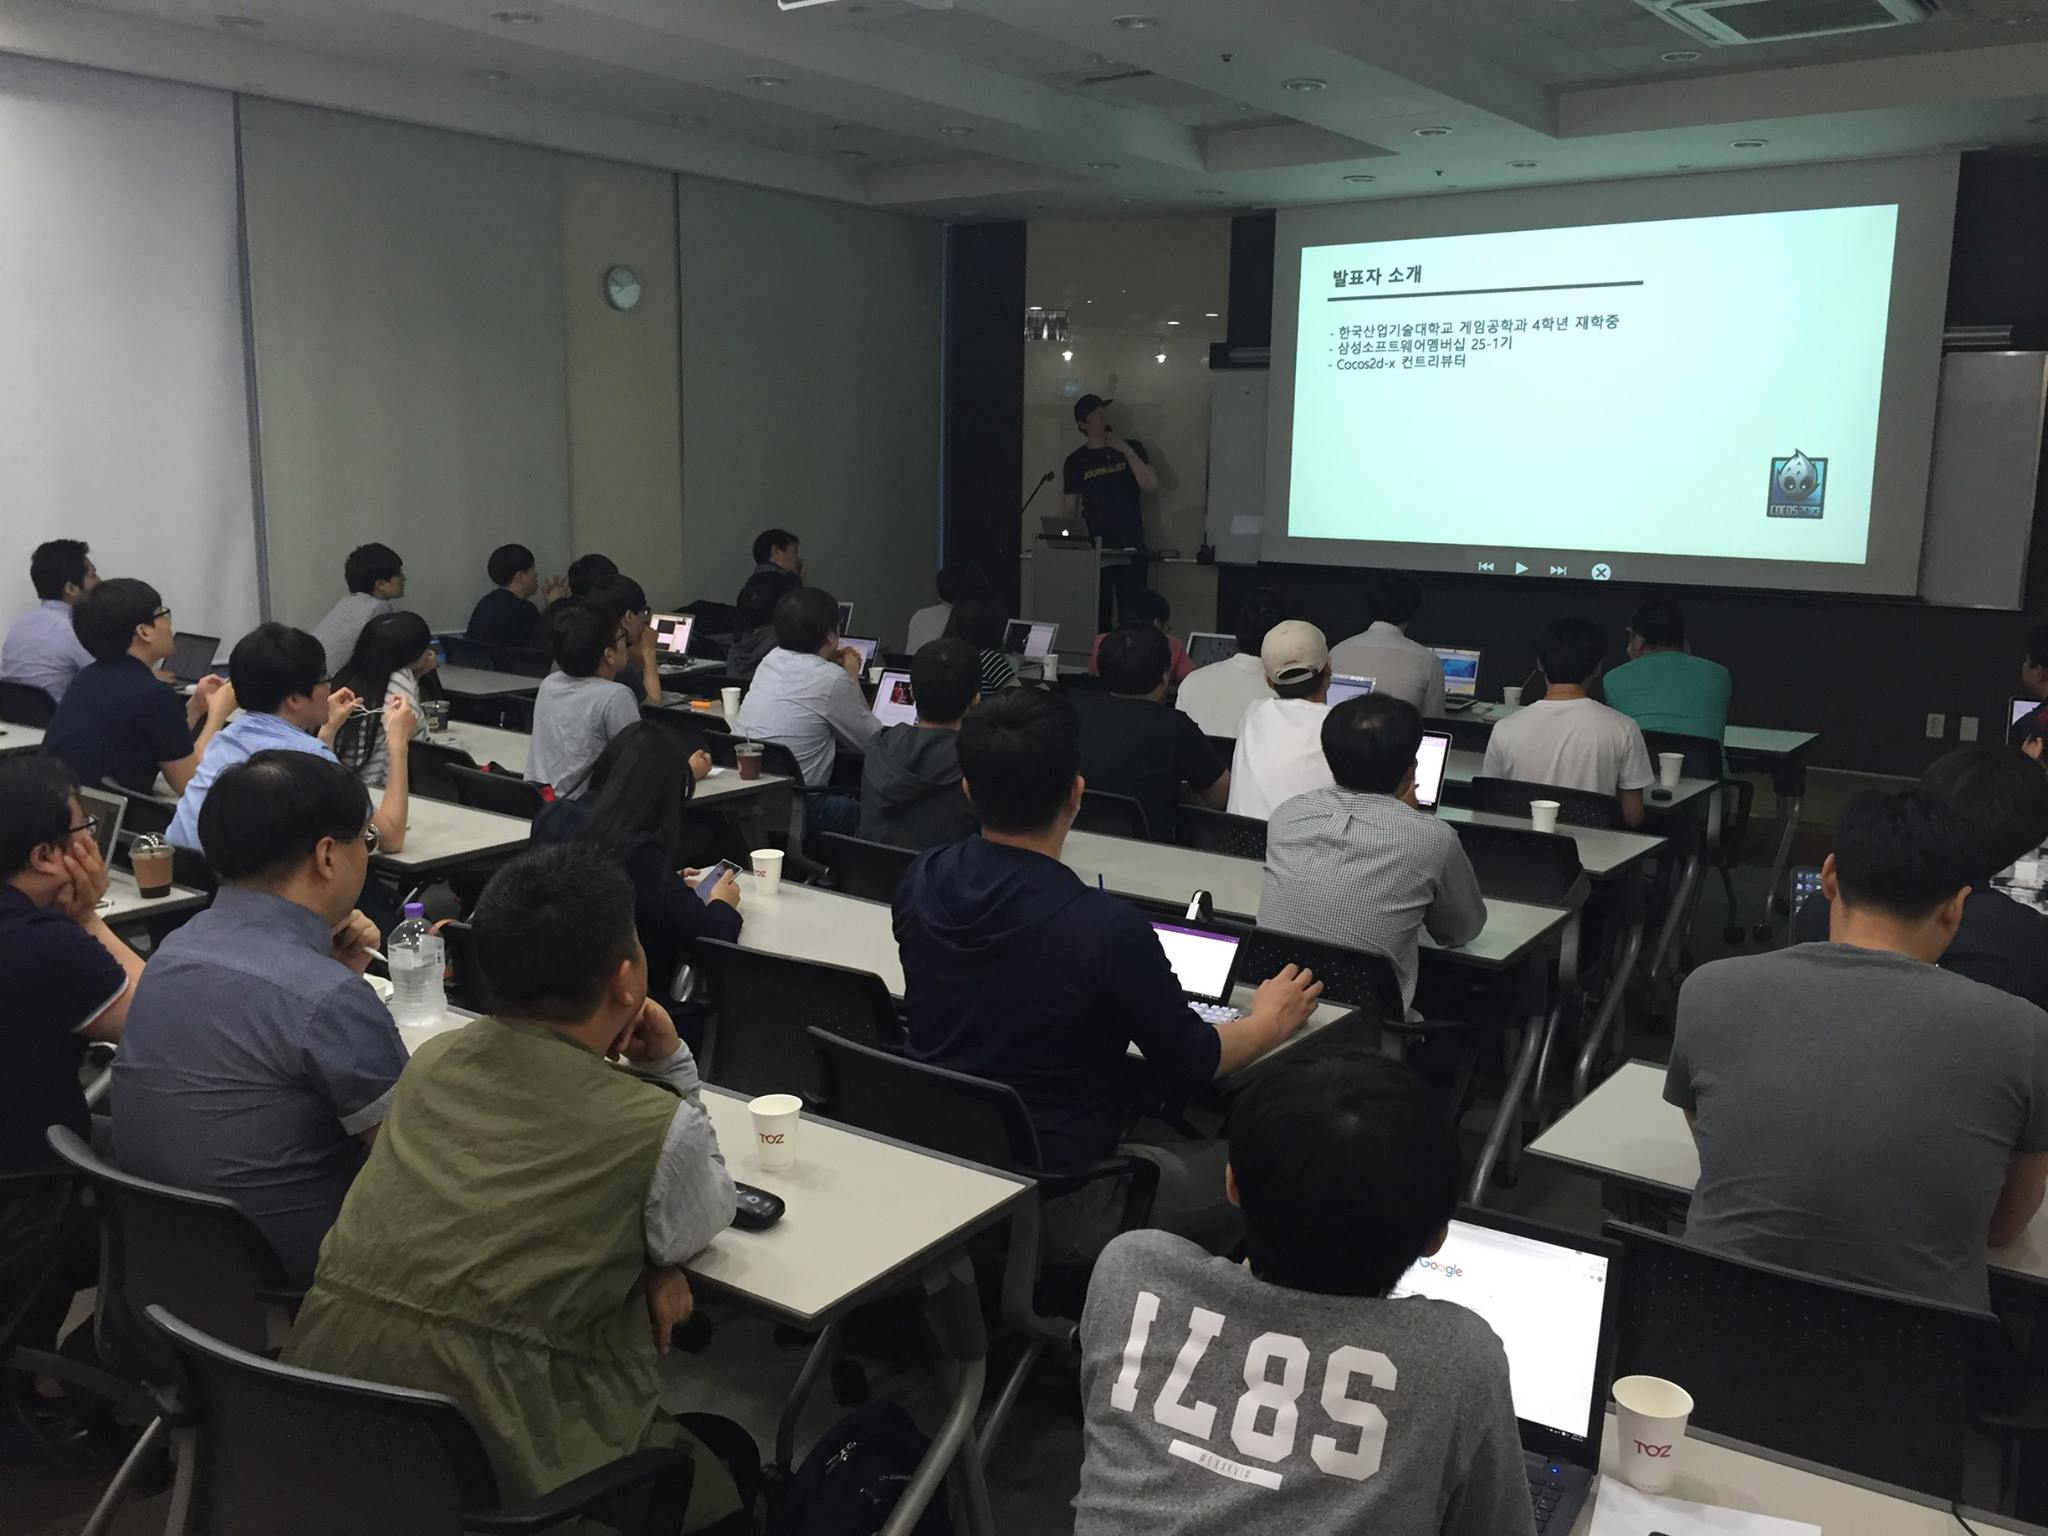 발표자 소개
- 한국산업기술대학교 게임공학과 4학년 재학중
- 삼성소프트웨어멤버십 25-1기
- Cocos2d-x 컨트리뷰터
COCOS2DX
JOURNALIST
TOZ
TOZ
Google
TOZ